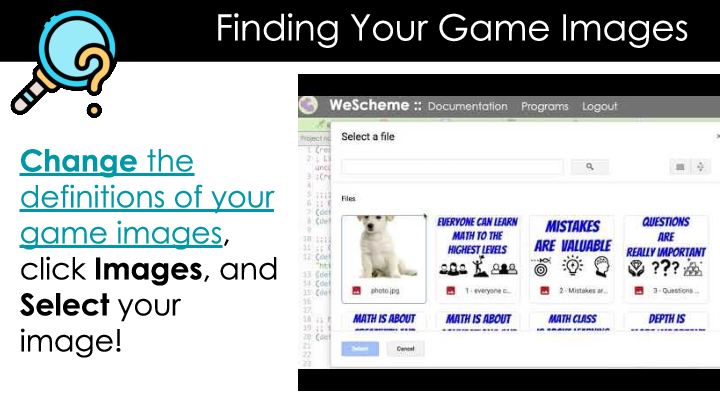 Finding Your Game Images
Change the
definitions of your
game images,
click Images, and
Select your
image!
WeScheme :: Documentation Programs Logout
Select a file
Files
EVERYONE CAN LEARN
MATH TO THE
HIGHEST LEVELS
MISTAKES
ARE VALUABLE
QUESTIONS
ARE
REALLY IMPORTANT
???
photo.jpg
1 - everyone c...
2 - Mistakes ar...
3 - Questions ...
MATH IS ABOUT
MATH IS ABOUT
MATH CLASS
DEPTH IS
Select
Cancel